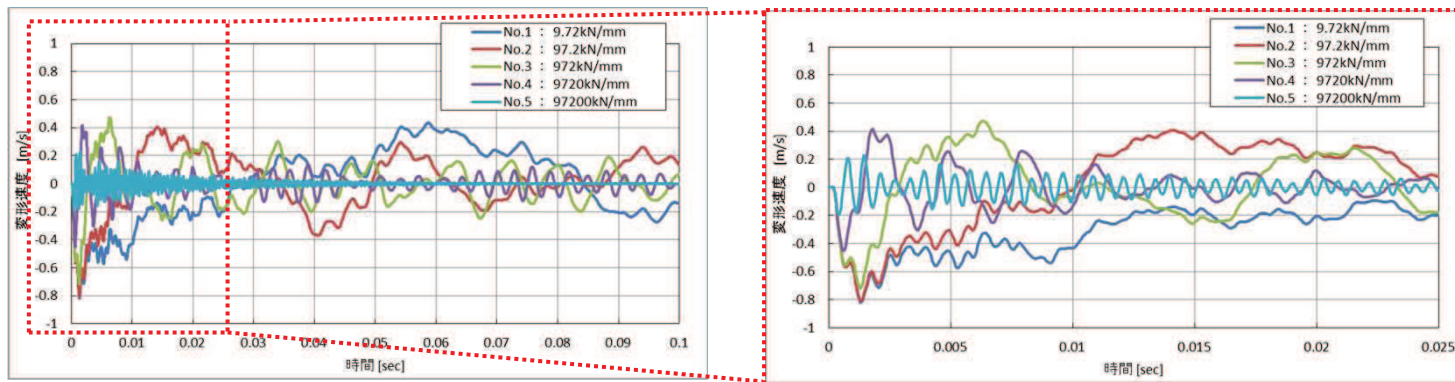 No.1 : 9.72kN/mm
No.2 : 97.2kN/mm
No.3 : 972kN/mm
No.4 : 9720kN/mm
No.5 : 97200kN/mm
変形速度 [m/s]
1
0.8
0.6
0.4
0.2
0
-0.2
-0.4
-0.6
-0.8
-1
0 0.01 0.02 0.03 0.04 0.05 0.06 0.07 0.08 0.09 0.1
時間 [sec]
No.1 : 9.72kN/mm
No.2 : 97.2kN/mm
No.3 : 972kN/mm
No.4 : 9720kN/mm
No.5 : 97200kN/mm
変形速度 [m/s]
1
0.8
0.6
0.4
0.2
0
-0.2
-0.4
-0.6
-0.8
-1
0 0.005 0.01 0.015 0.02 0.025
時間 [sec]